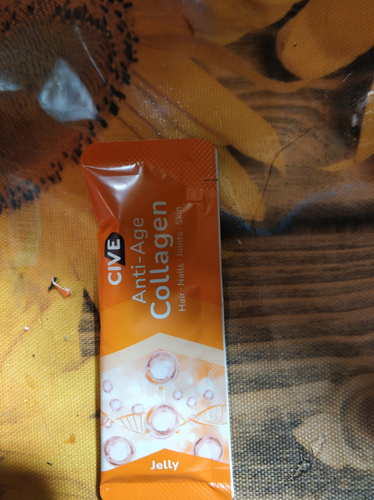 CIVE
Anti-Age
Collagen
Hair Nails Joints Skin
Jelly